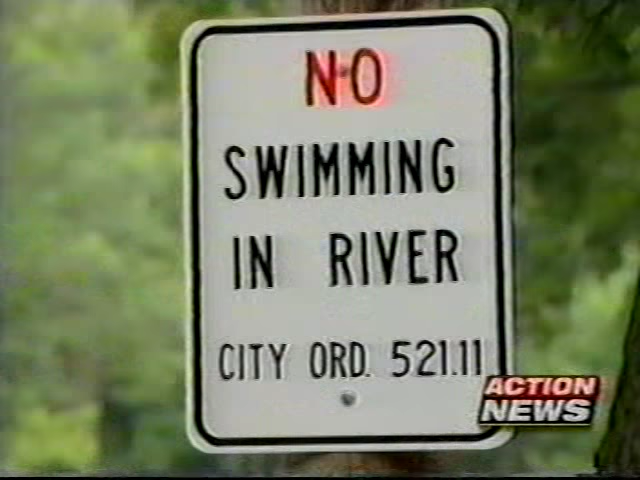 NO
SWIMMING
IN RIVER
CITY ORD. 521.11
ACTION
NEWS